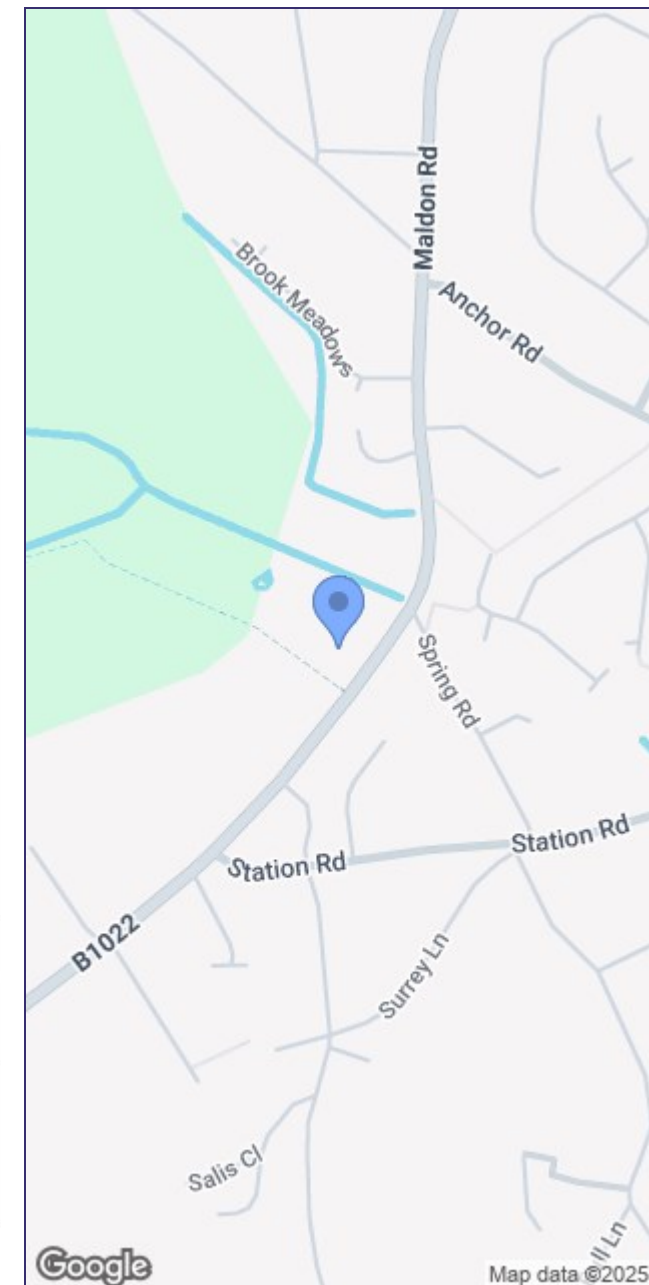 Maldon Rd
Brook Meadows
Anchor Rd
Spring Rd
Station Rd
Station Rd
B1022
Surrey Ln
Salis Cl
Ln
Google
Map data ©2025